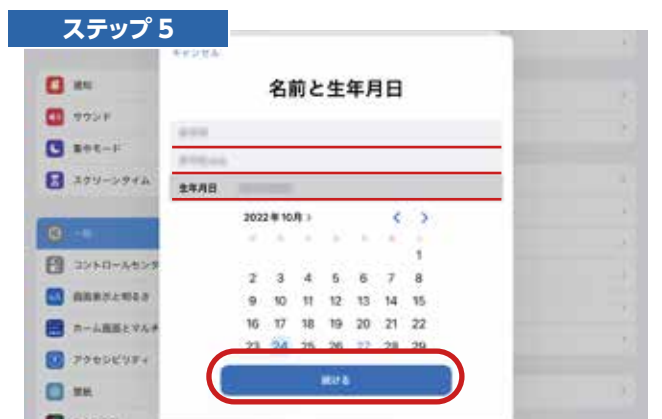 ステップ 5
キャンセル
名前と生年月日
通知
サウンド
集中モード
スクリーンタイム
生年月日
2022年10月
一般
1
コントロールセンタ
2 3 4 5 6 7 8
画面表示と明るさ
9 10 11 12 13 14 15
ホーム画面とマルチ
16 17 18 19 20 21 22
アクセシビリティ
23 24 25 26 27 28 29
続ける
壁紙